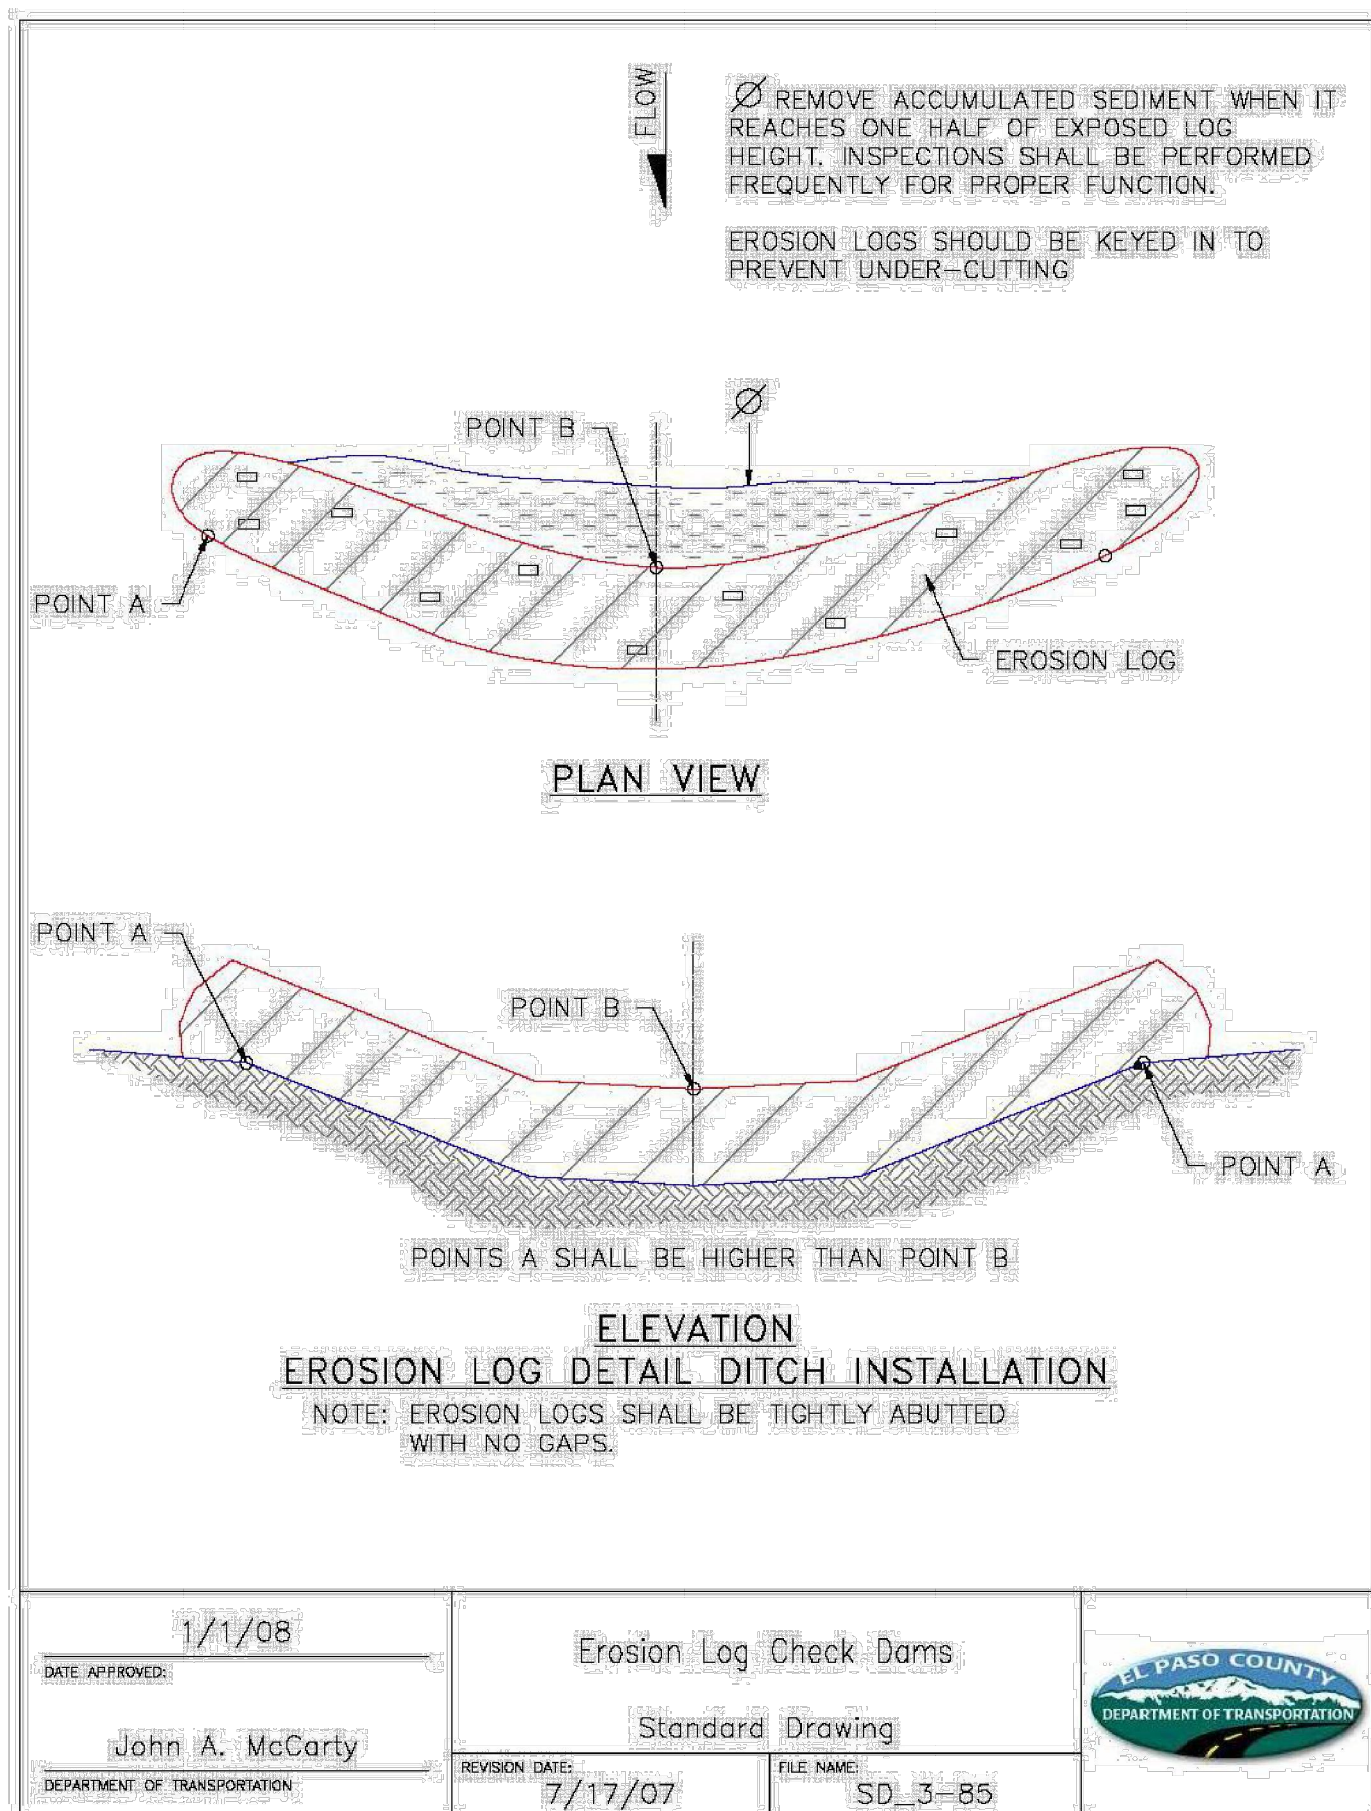 FLOW
Ø REMOVE ACCUMULATED SEDIMENT WHEN IT
REACHES ONE HALF OF EXPOSED LOG
HEIGHT. INSPECTIONS SHALL BE PERFORMED
FREQUENTLY FOR PROPER FUNCTION.
EROSION LOGS SHOULD BE KEYED IN TO
PREVENT UNDER-CUTTING
Ø
POINT B
POINT A
EROSION LOG
PLAN VIEW
POINT A
POINT B
POINT A
POINTS A SHALL BE HIGHER THAN POINT B
ELEVATION
EROSION LOG DETAIL DITCH INSTALLATION
NOTE: EROSION LOGS SHALL BE TIGHTLY ABUTTED
WITH NO GAPS.
1/1/08
DATE APPROVED:
John A. McCarty
DEPARTMENT OF TRANSPORTATION
Erosion Log Check Dams
Standard Drawing
REVISION DATE:
7/17/07
FILE NAME:
SD_3-85
EL PASO COUNTY
DEPARTMENT OF TRANSPORTATION